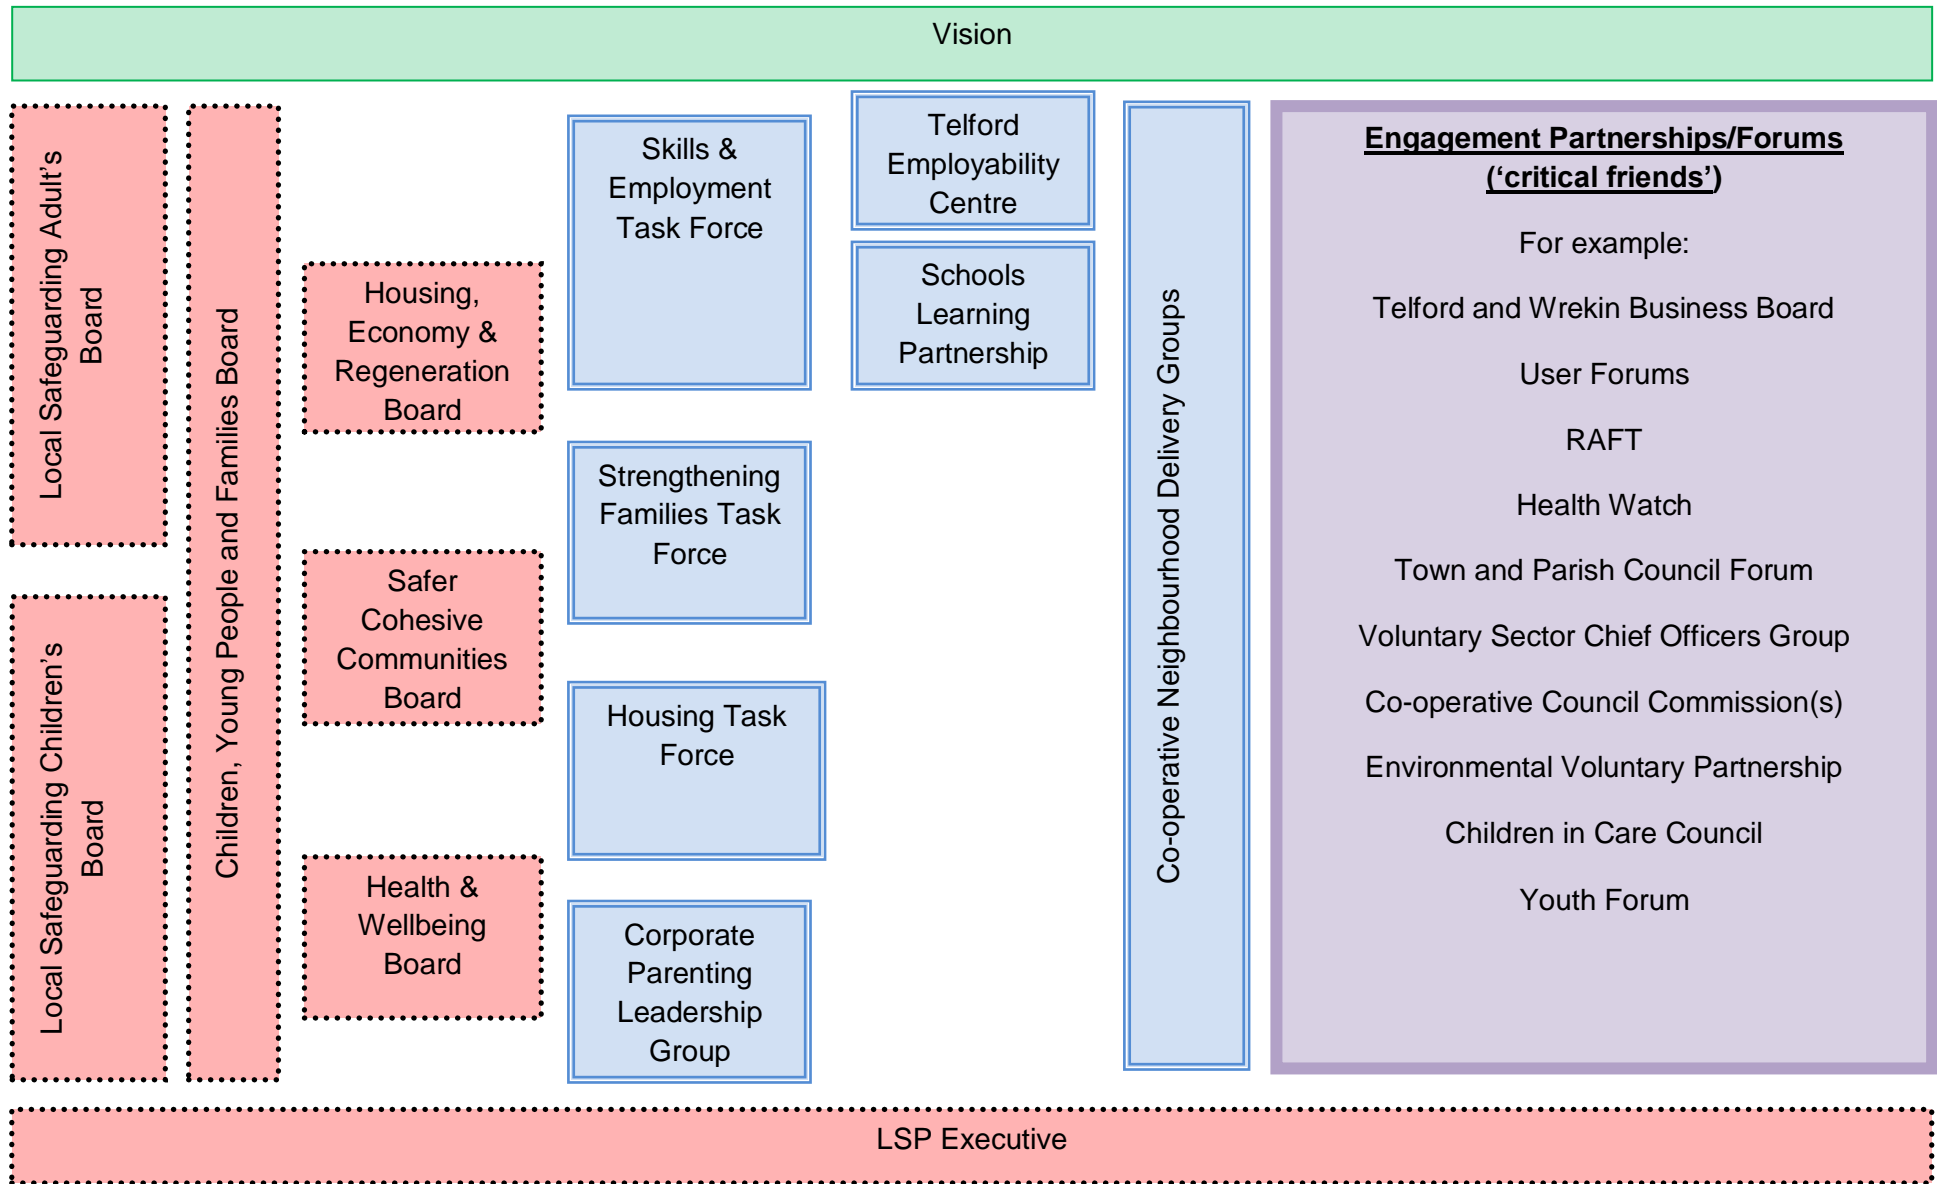 Vision
Local Safeguarding Adult's
Board
Local Safeguarding Children's
Board
Children, Young People and Families Board
Housing,
Economy &
Regeneration
Board
Safer
Cohesive
Communities
Board
Health &
Wellbeing
Board
Skills &
Employment
Task Force
Strengthening
Families Task
Force
Housing Task
Force
Corporate
Parenting
Leadership
Group
Telford
Employability
Centre
Schools
Learning
Partnership
Co-operative Neighbourhood Delivery Groups
Engagement Partnerships/Forums
(‘critical friends’)
For example:
Telford and Wrekin Business Board
User Forums
RAFT
Health Watch
Town and Parish Council Forum
Voluntary Sector Chief Officers Group
Co-operative Council Commission(s)
Environmental Voluntary Partnership
Children in Care Council
Youth Forum
LSP Executive